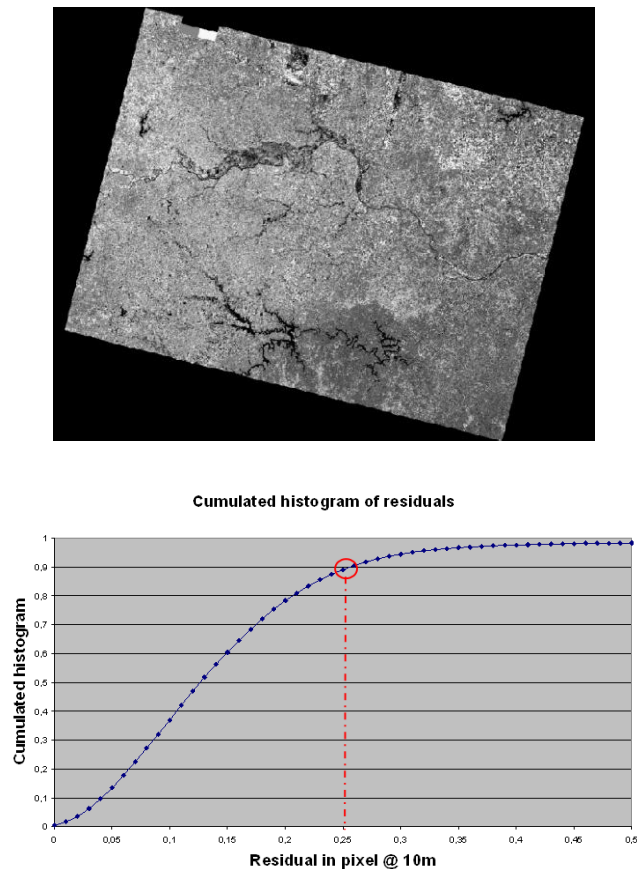 Cumulated histogram of residuals
1
0,9
0,8
0,7
0,6
0,5
0,4
0,3
0,2
0,1
0
Cumulated histogram
0 0,05 0,1 0,15 0,2 0,25 0,3 0,35 0,4 0,45 0,5
Residual in pixel @ 10m